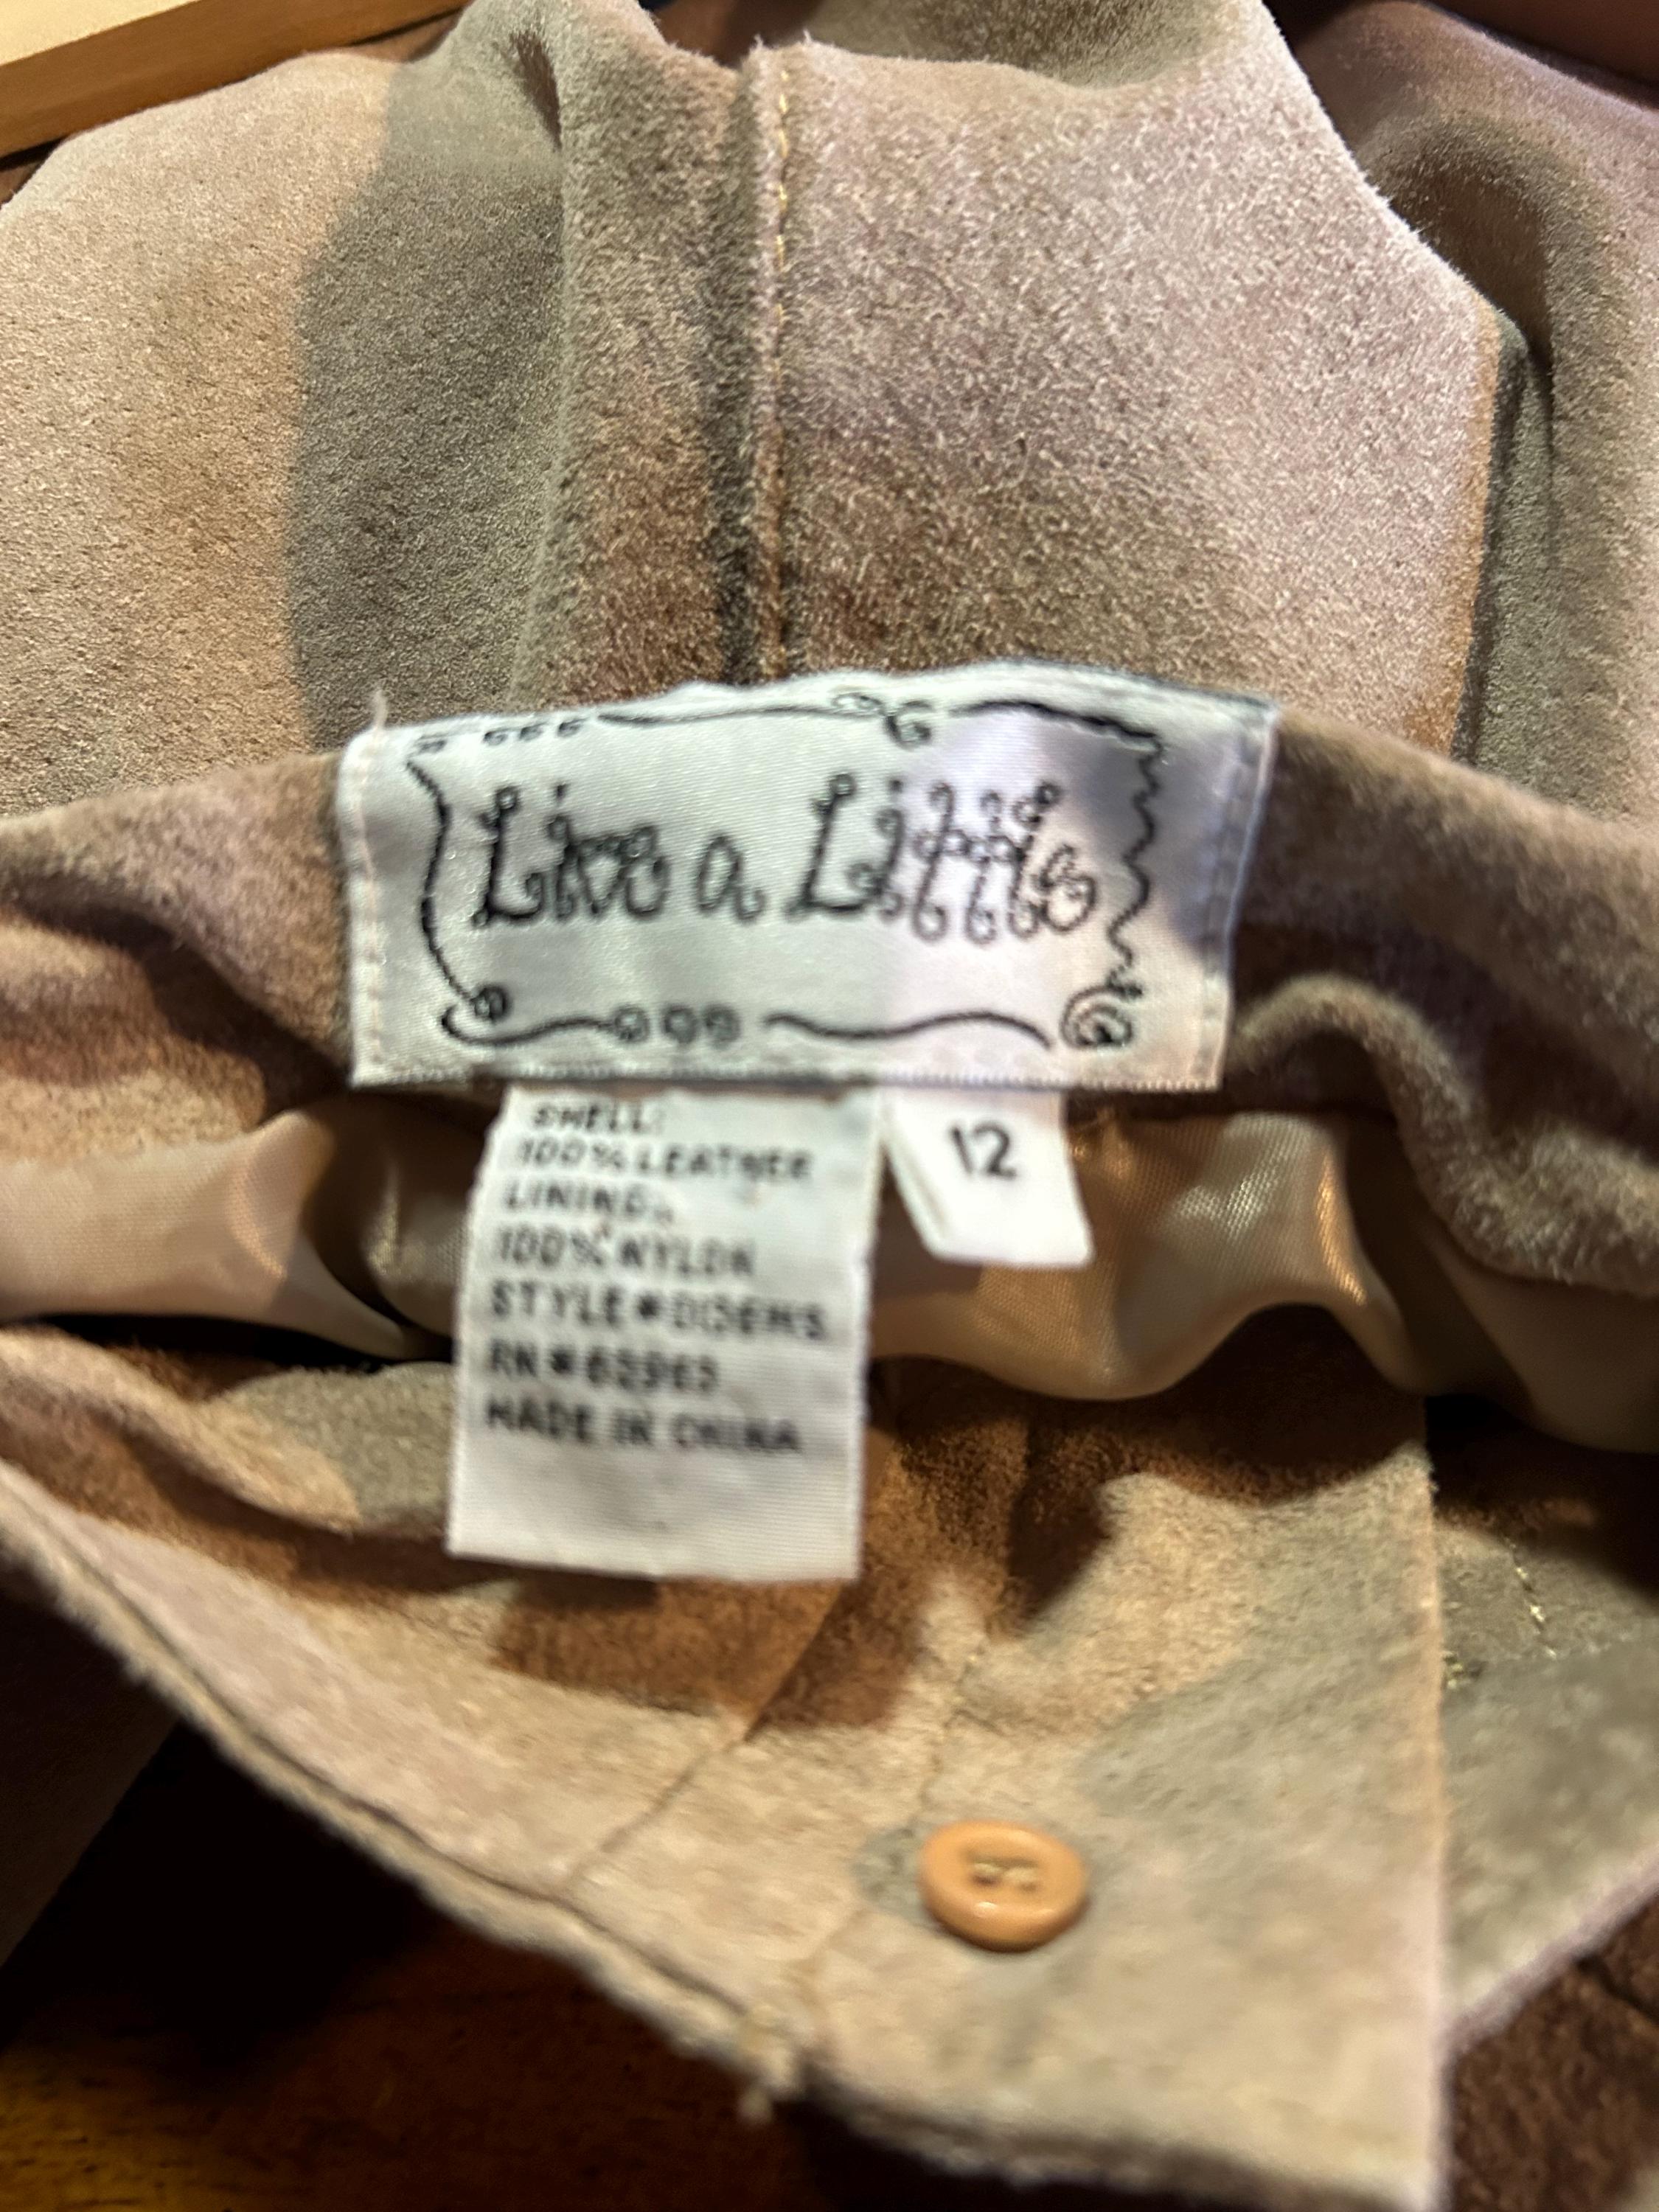 Live a Little
SHELL:
100% LEATHER
LINING:
100% NYLON
STYLE#
RN#
MADE IN CHINA
12